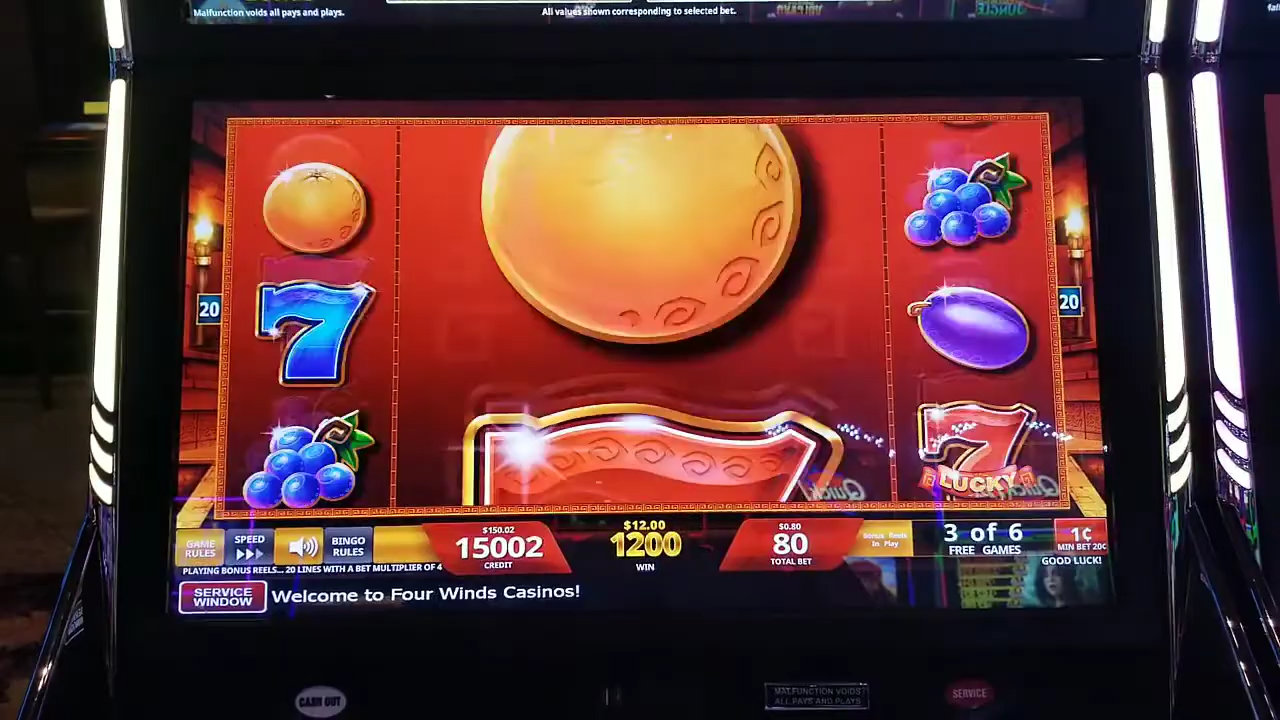 Malfunction voids all pays and plays.
All values shown corresponding to selected bet.
20
20
LUCKY
GAME RULES
SPEED
BINGO RULES
$150.02
15002
CREDIT
$12.00
1200
WIN
$0.80
80
TOTAL BET
Bonus Reels
In Play
3 of 6
FREE GAMES
1¢
MIN BET 20¢
PLAYING BONUS REELS... 20 LINES WITH A BET MULTIPLIER OF 4
GOOD LUCK!
SERVICE
WINDOW
Welcome to Four Winds Casinos!
CASH OUT
MALFUNCTION VOIDS
ALL PAYS AND PLAYS
SERVICE